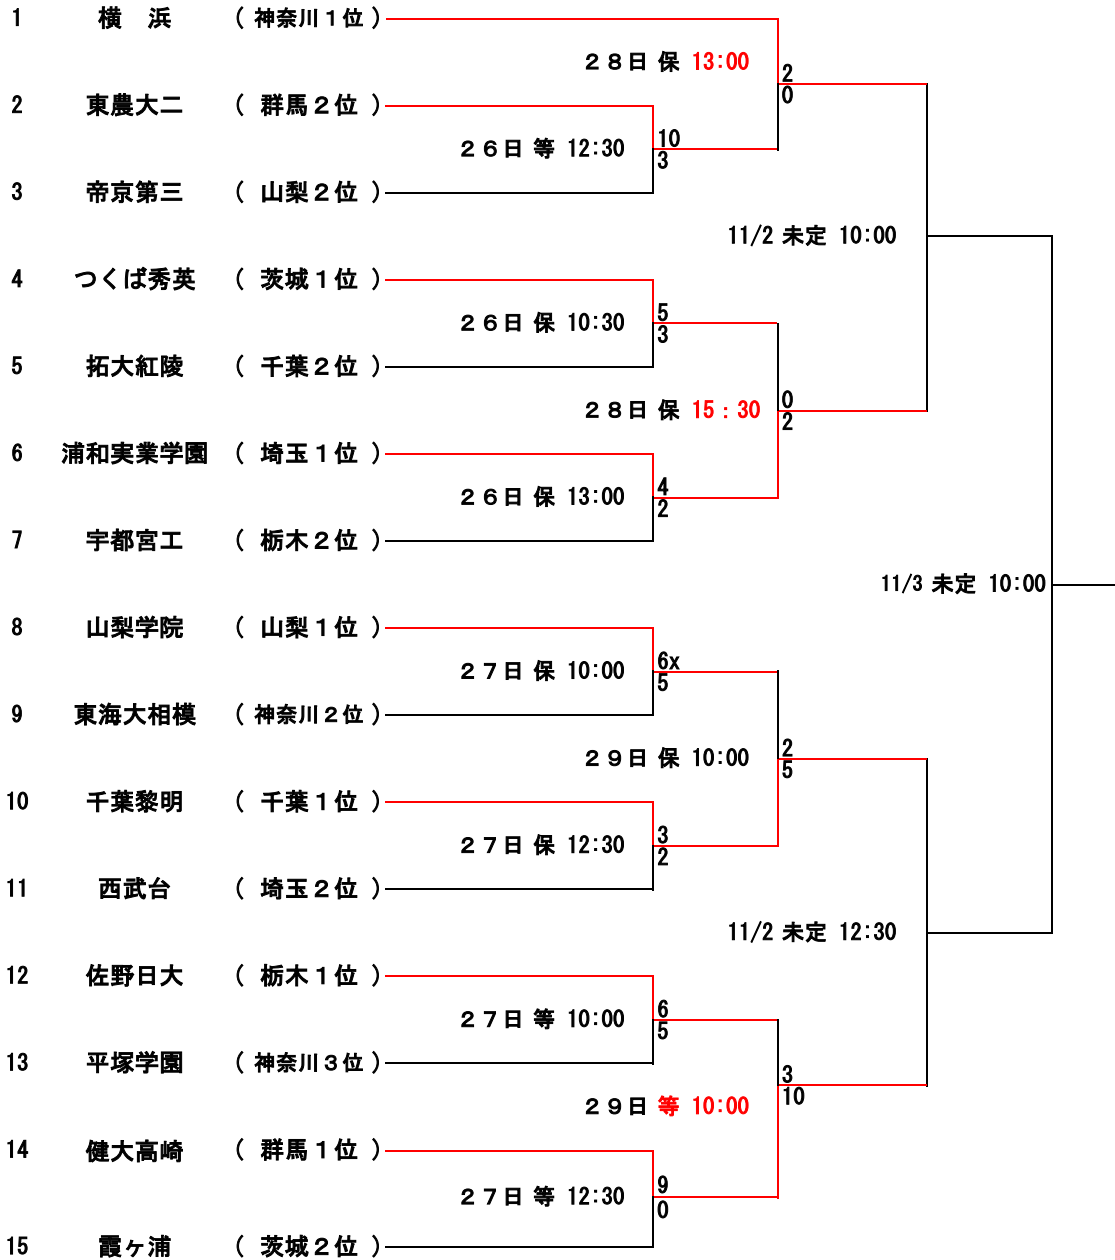 1 横　浜 ( 神奈川１位 )
２８日 保 13:00
2
0
2 東農大二 ( 群馬２位 )
２６日 等 12:30
10
3
3 帝京第三 ( 山梨２位 )
11/2 未定 10:00
4 つくば秀英 ( 茨城１位 )
２６日 保 10:30
5
3
5 拓大紅陵 ( 千葉２位 )
２８日 保 15：30
0
2
6 浦和実業学園 ( 埼玉１位 )
２６日 保 13:00
4
2
7 宇都宮工 ( 栃木２位 )
11/3 未定 10:00
8 山梨学院 ( 山梨１位 )
２７日 保 10:00
6x
5
9 東海大相模 ( 神奈川２位 )
２９日 保 10:00
2
5
10 千葉黎明 ( 千葉１位 )
２７日 保 12:30
3
2
11 西武台 ( 埼玉２位 )
11/2 未定 12:30
12 佐野日大 ( 栃木１位 )
２７日 等 10:00
6
5
13 平塚学園 ( 神奈川３位 )
２９日 等 10:00
3
10
14 健大高崎 ( 群馬１位 )
２７日 等 12:30
9
0
15 霞ヶ浦 ( 茨城２位 )